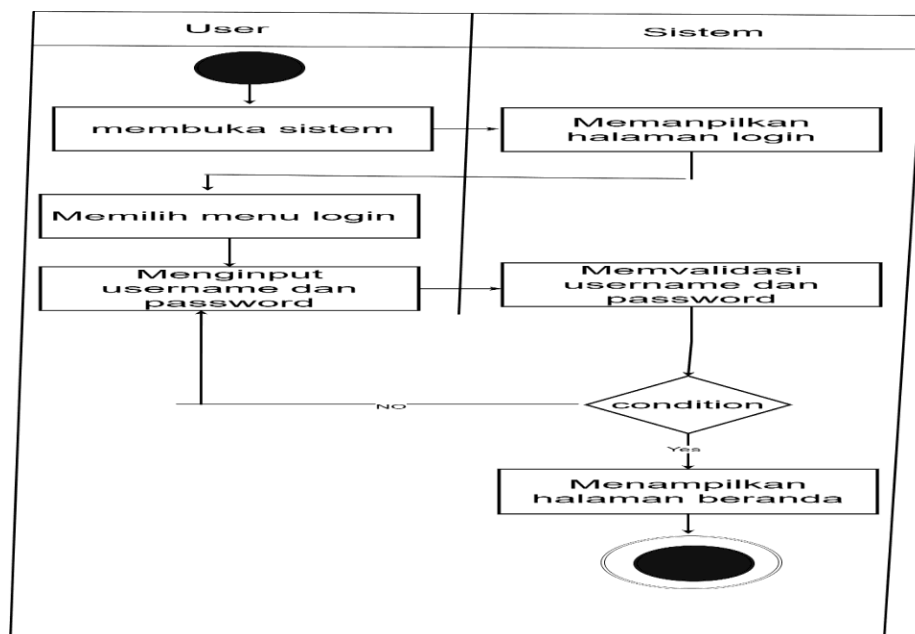 User
Sistem
membuka sistem
Memanpilkan
halaman login
Memilih menu login
Menginput
username dan
password
Memvalidasi
username dan
password
condition
NO
Yes
Menampilkan
halaman beranda